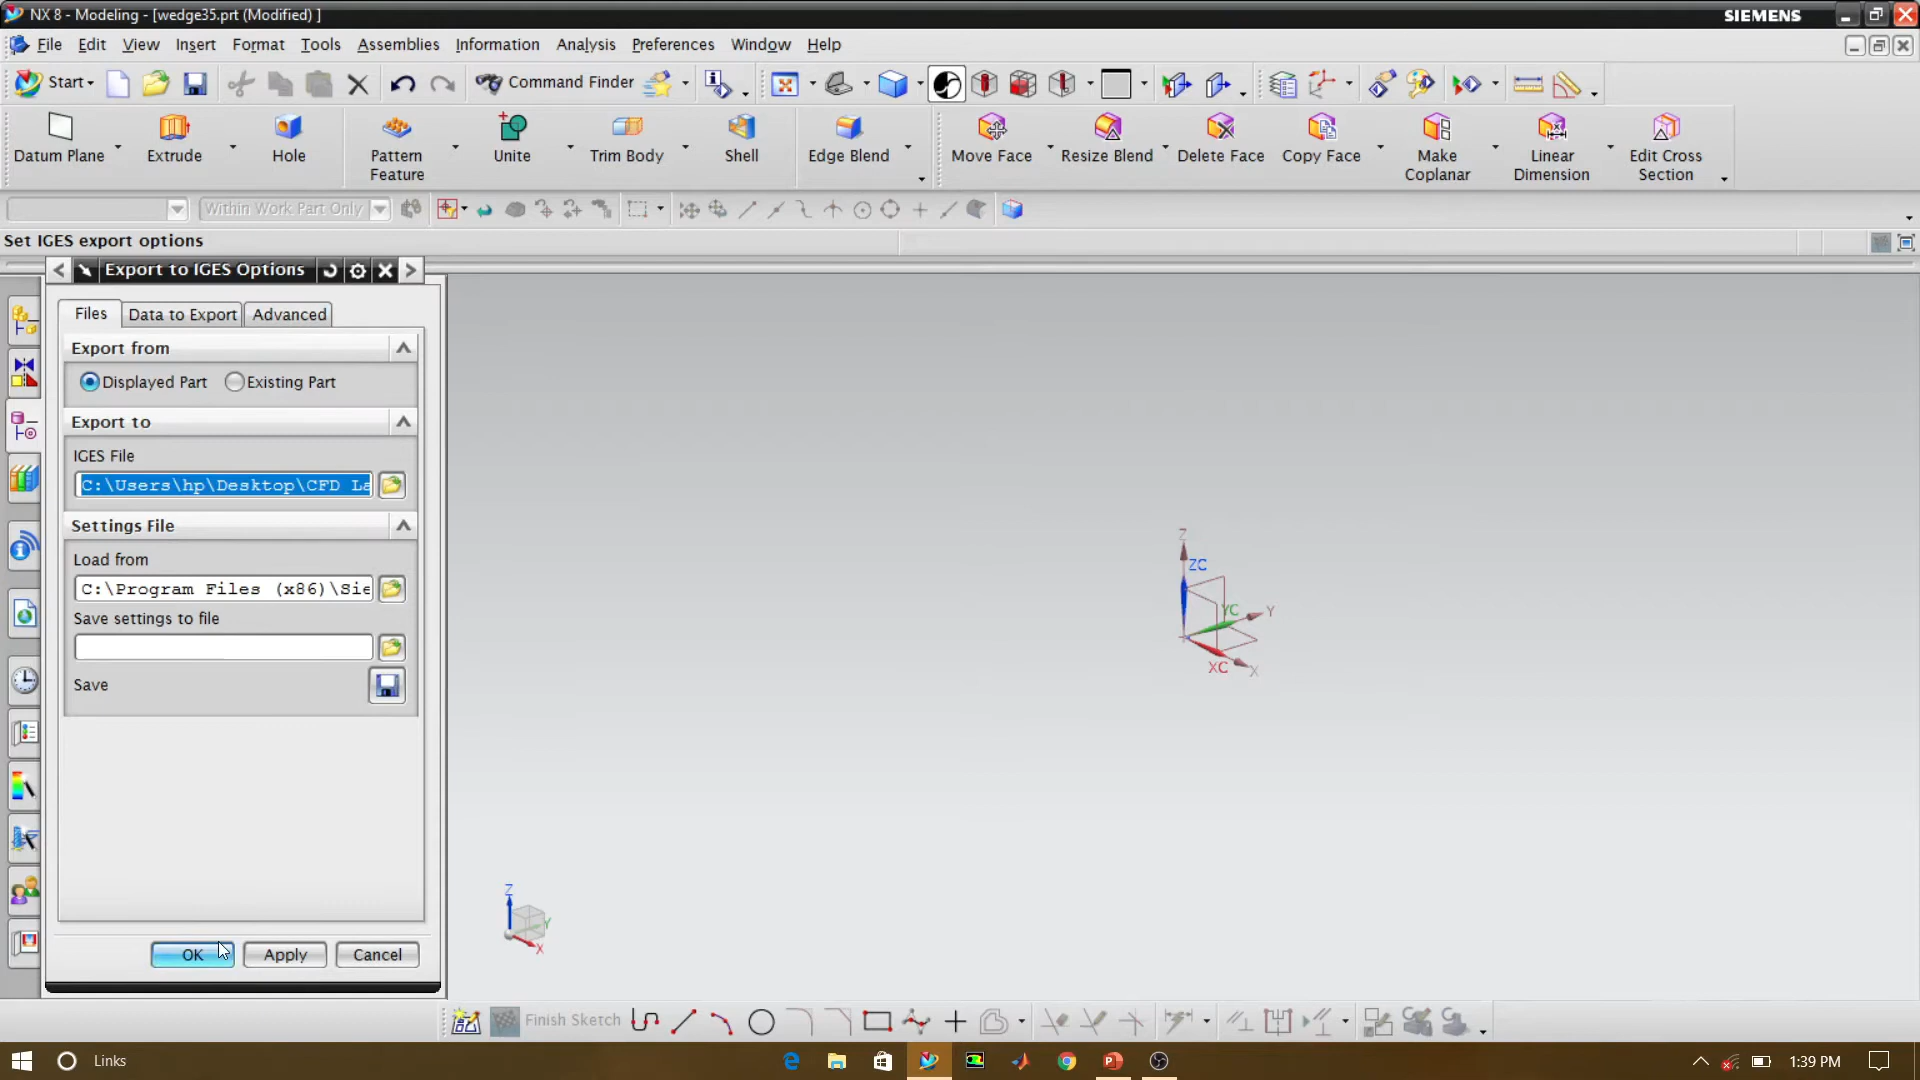 NX 8 - Modeling - [wedge35.prt (Modified) ]
SIEMENS
File Edit View Insert Format Tools Assemblies Information Analysis Preferences Window Help
Start
Command Finder
Datum Plane
Extrude
Hole
Pattern
Feature
Unite
Trim Body
Shell
Edge Blend
Move Face
Resize Blend
Delete Face
Copy Face
Make
Coplanar
Linear
Dimension
Edit Cross
Section
Within Work Part Only
Set IGES export options
Export to IGES Options
Files Data to Export Advanced
Export from
Displayed Part Existing Part
Export to
IGES File
C:\Users\hp\Desktop\CFD La
Settings File
Load from
C:\Program Files (x86)\Sie
Save settings to file
Save
OK Apply Cancel
Z
ZC
YC
Y
XC
X
Z
Y
X
Finish Sketch
Links
1:39 PM